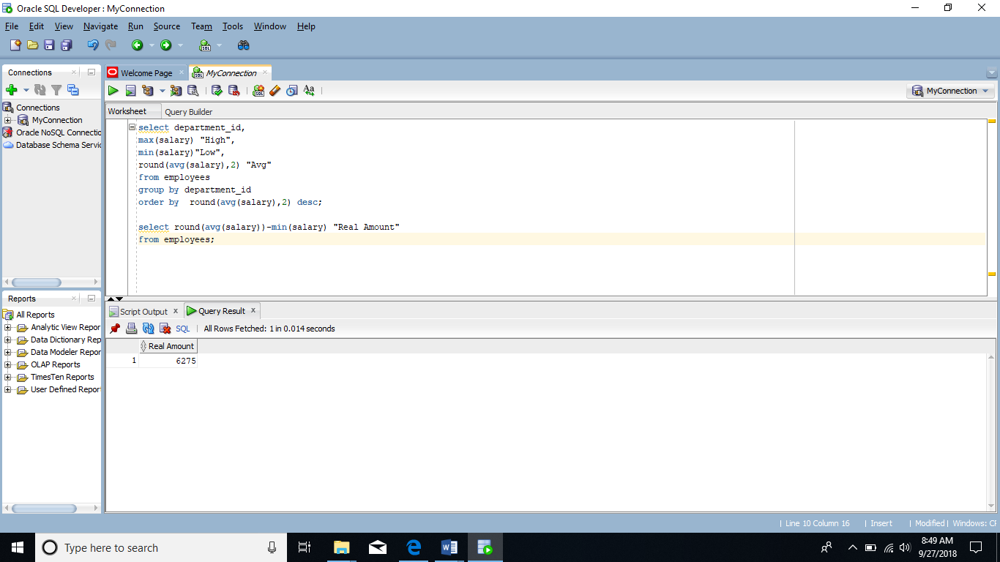 Oracle SQL Developer : MyConnection
File Edit View Navigate Run Source Team Tools Window Help
Connections
Connections
MyConnection
Oracle NoSQL Connectic
Database Schema Servic
Reports
All Reports
Analytic View Repor
Data Dictionary Rep
Data Modeler Repor
OLAP Reports
TimesTen Reports
User Defined Repor
Welcome Page
MyConnection
MyConnection
Worksheet Query Builder
select department_id,
max(salary) "High",
min(salary)"Low",
round(avg(salary),2) "Avg"
from employees
group by department_id
order by  round(avg(salary),2) desc;
select round(avg(salary))-min(salary) "Real Amount"
from employees;
Script Output x Query Result x
SQL | All Rows Fetched: 1 in 0.014 seconds
Real Amount
1 6275
| Line 10 Column 16 | Insert | Modified | Windows: CF
Type here to search
8:49 AM
9/27/2018